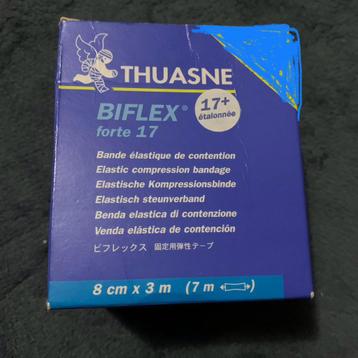 THUASNE
BIFLEX®
17+
étalonnée
forte 17
Bande élastique de contention
Elastic compression bandage
Elastische Kompressionsbinde
Elastisch steunverband
Benda elastica di contenzione
Venda elástica de contención
ビフレックス 固定用弾性テープ
8 cm x 3 m (7 m)